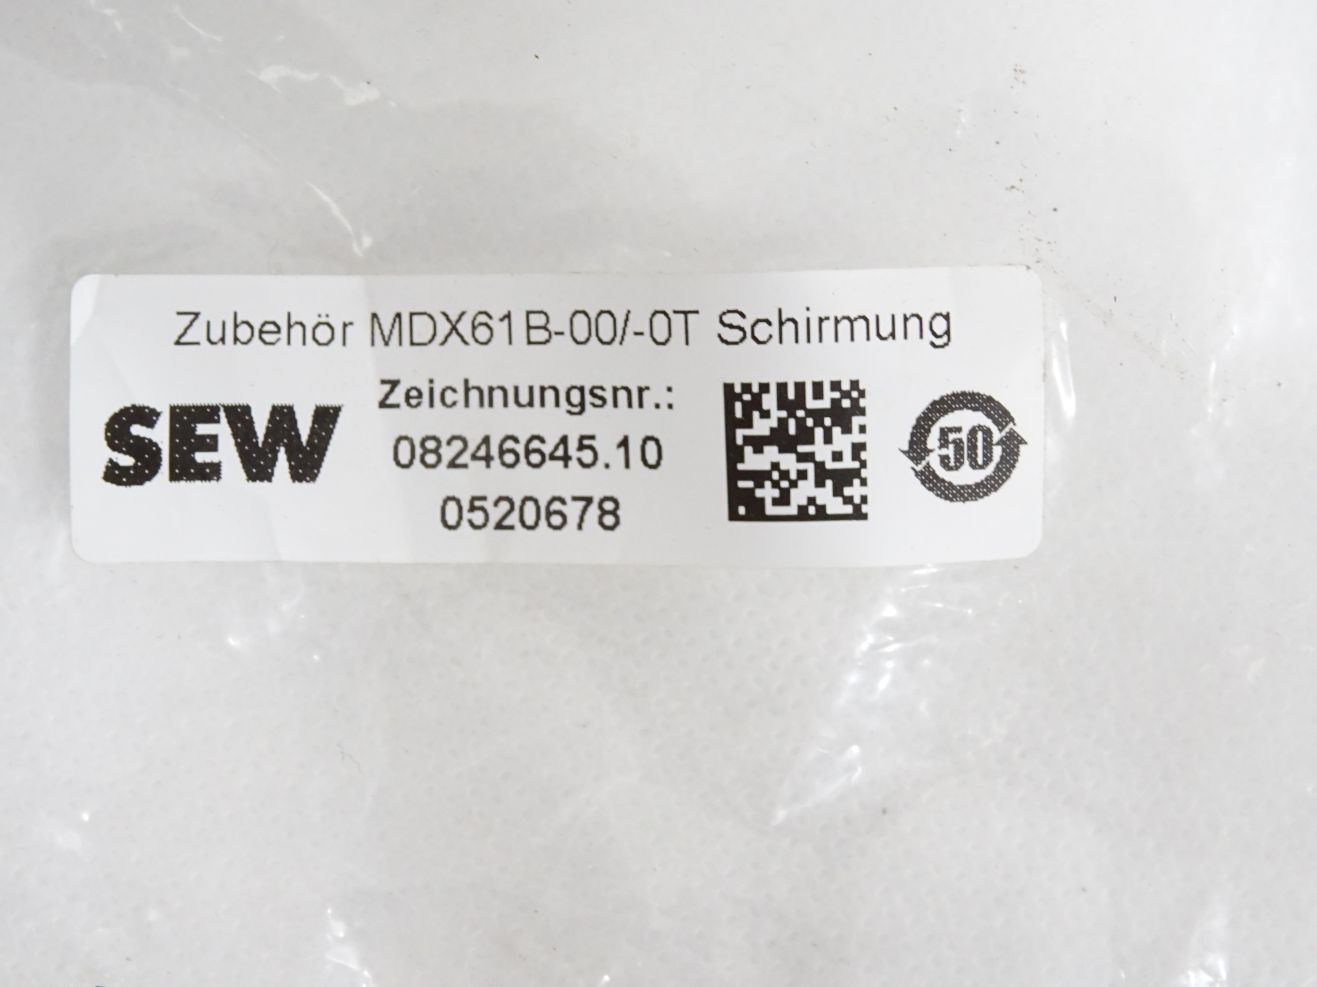 Zubehör MDX61B-00/-0T Schirmung
SEW
Zeichnungsnr.:
08246645.10
0520678
50